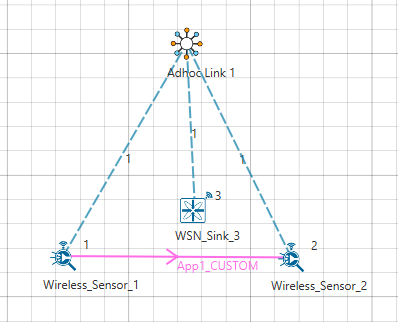 Adhoc Link 1
1
1
1
3
WSN_Sink_3
1
2
App1_CUSTOM
Wireless_Sensor_1
Wireless_Sensor_2